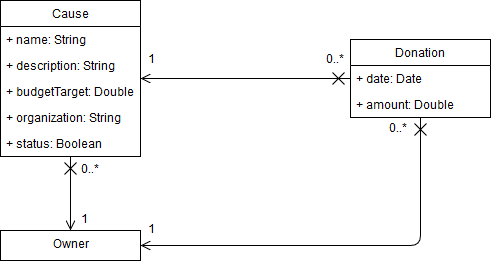 Cause
+ name: String
+ description: String
+ budgetTarget: Double
+ organization: String
+ status: Boolean
1
0..*
Donation
+ date: Date
+ amount: Double
0..*
0..*
1
1
Owner